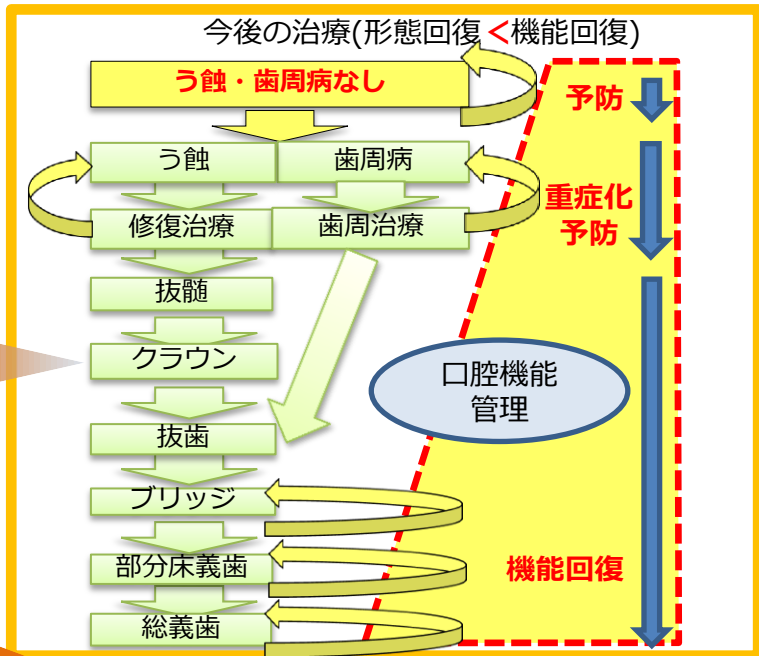 今後の治療(形態回復<機能回復)
う蝕・歯周病なし
予防
う蝕
歯周病
重症化
予防
修復治療
歯周治療
抜髄
クラウン
口腔機能
管理
抜歯
ブリッジ
部分床義歯
機能回復
総義歯